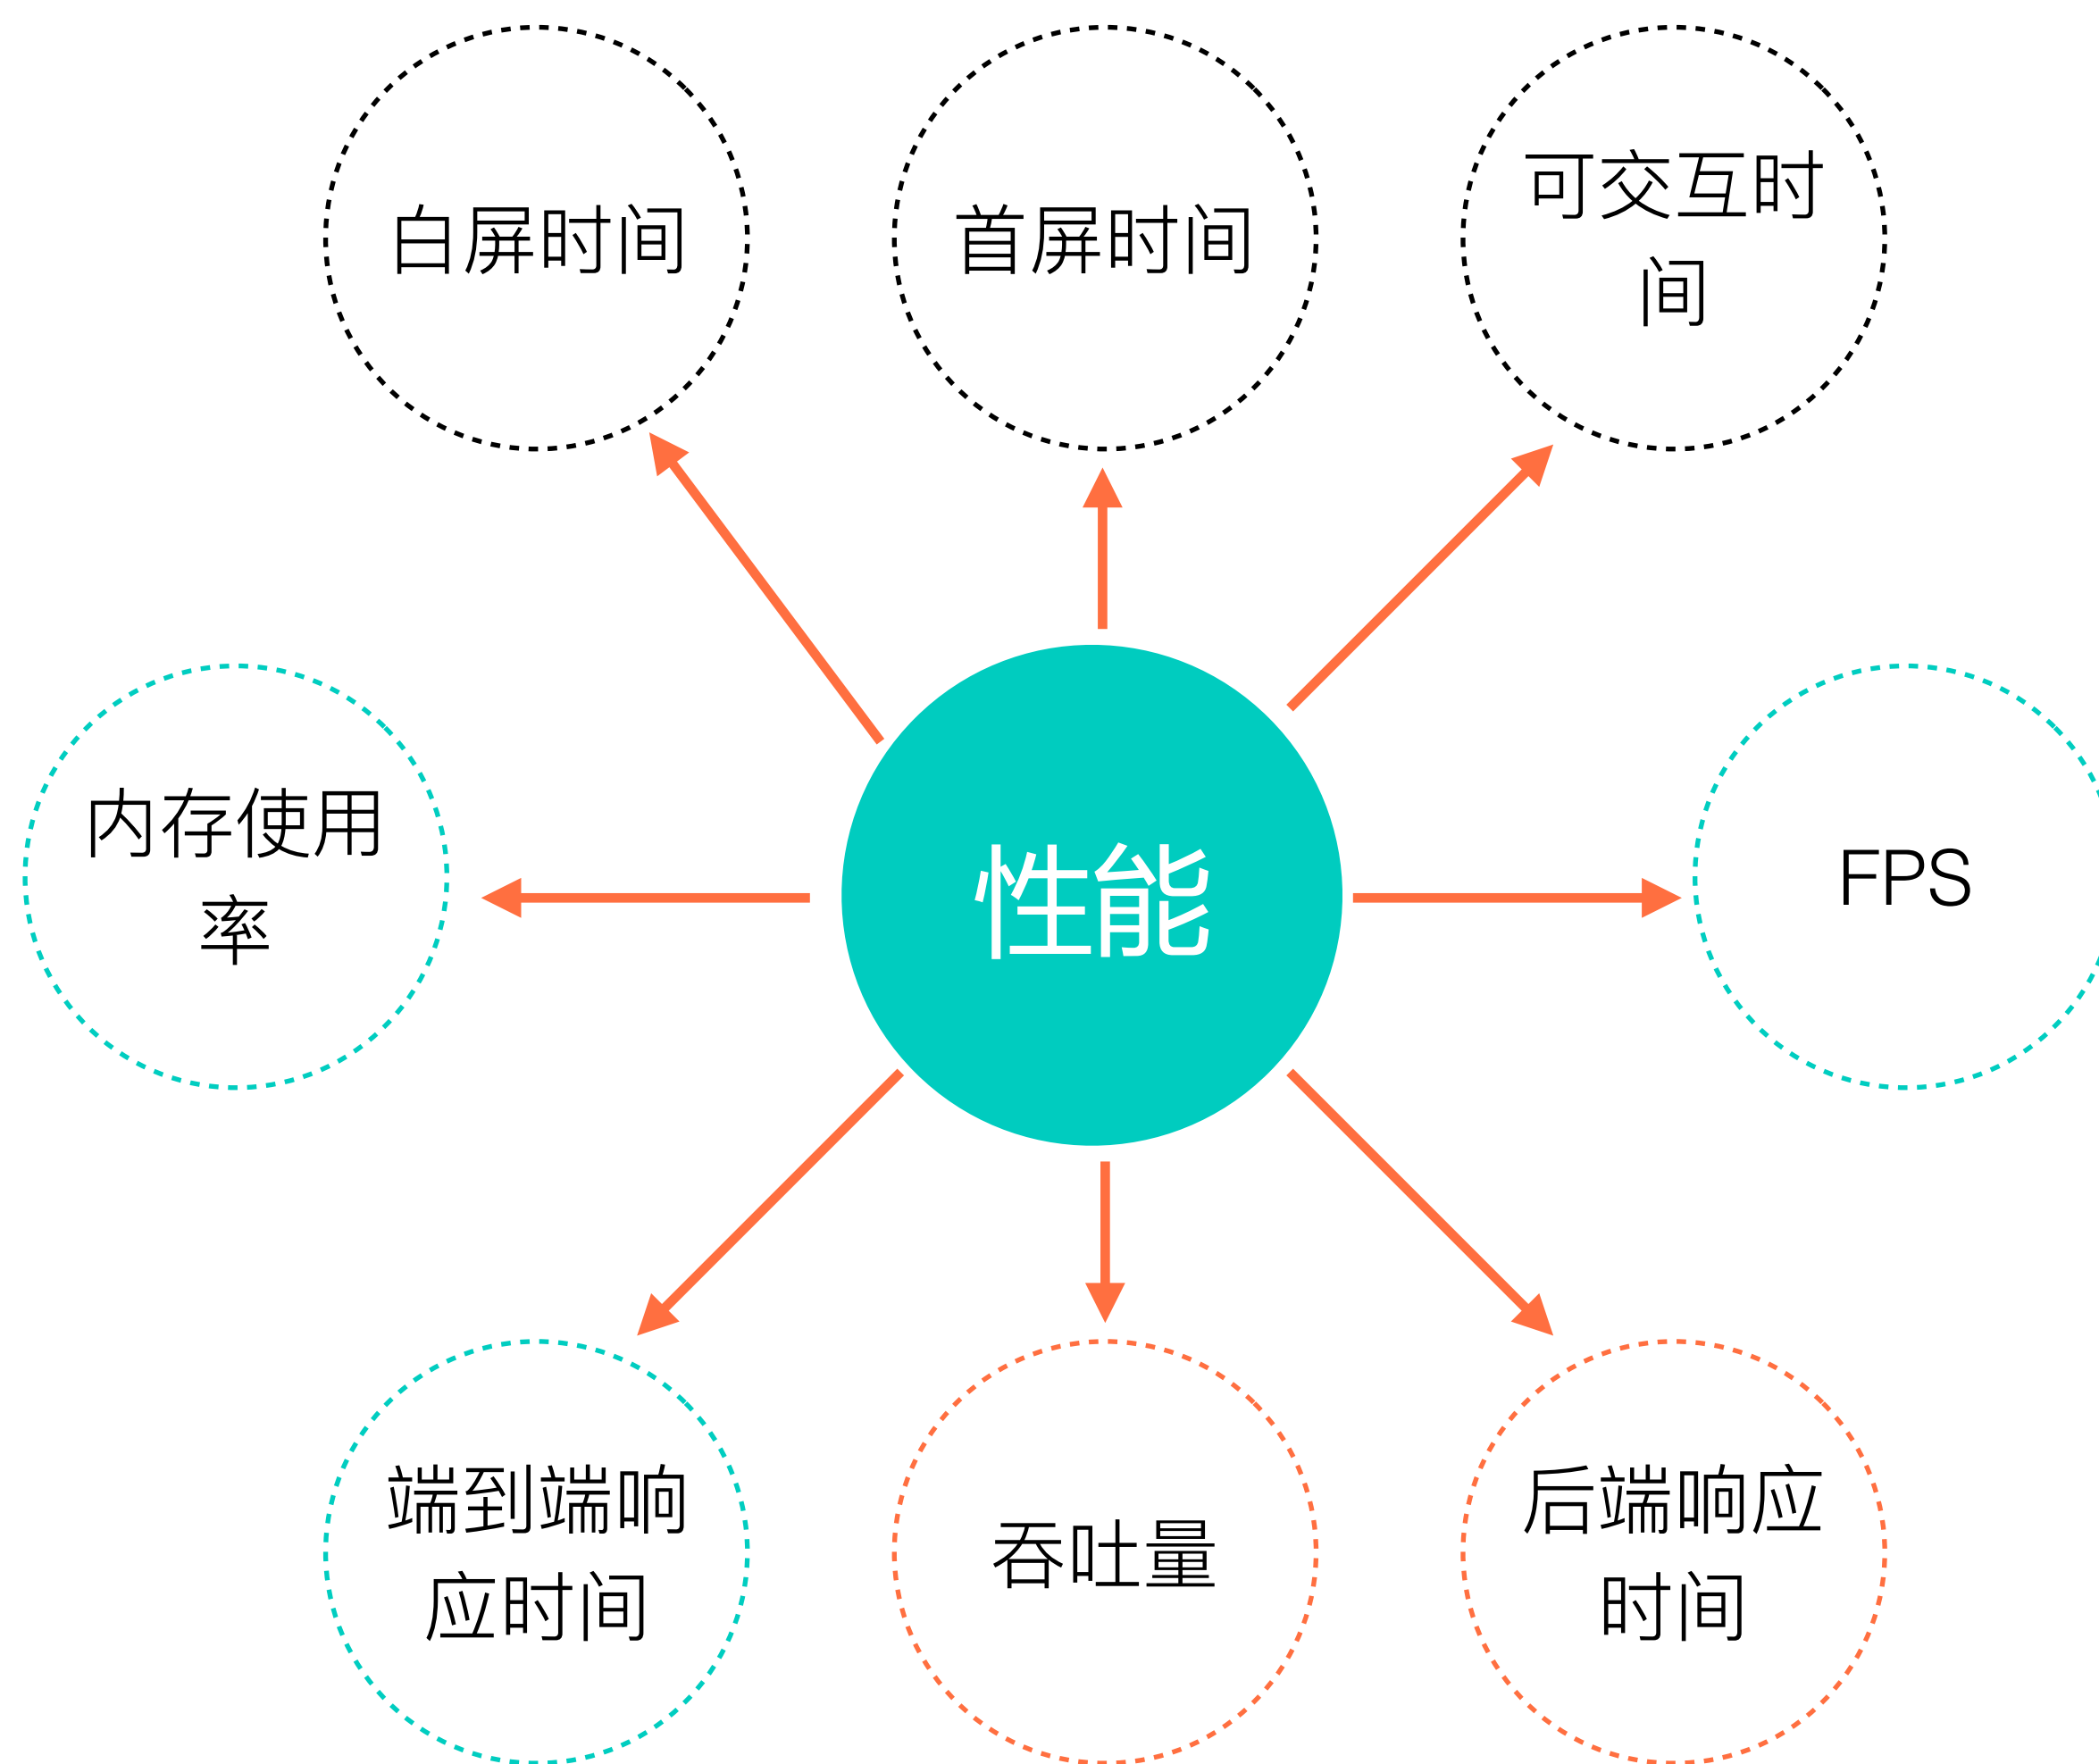 白屏时间
首屏时间
可交互时
间
内存使用
率
性能
FPS
端到端响
应时间
吞吐量
后端响应
时间